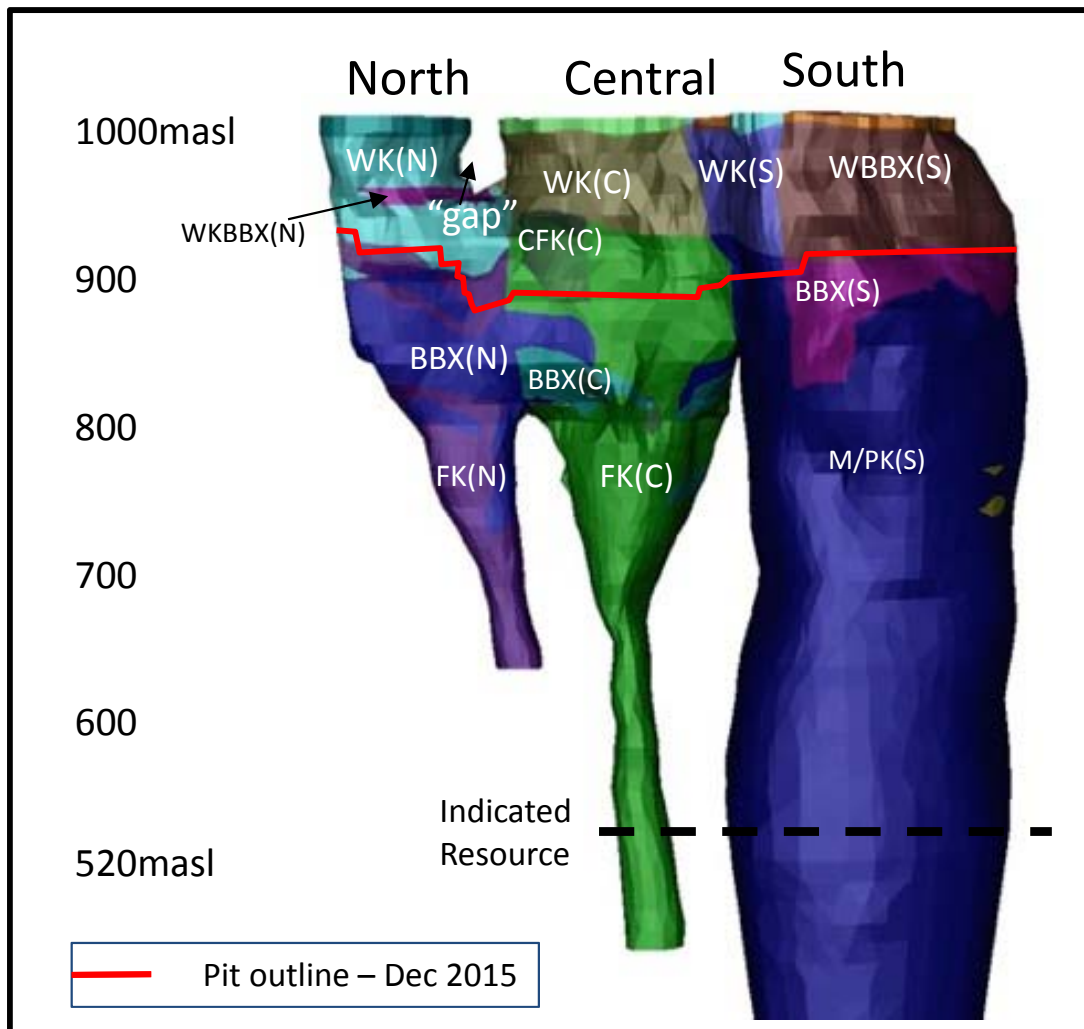 North Central South
1000masl
WK(N)
WK(C)
WK(S)
WBBX(S)
WKBBX(N)
“gap”
CFK(C)
900
BBX(S)
BBX(N)
BBX(C)
800
FK(N)
FK(C)
M/PK(S)
700
600
Indicated
Resource
520masl
Pit outline – Dec 2015